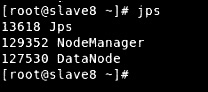 [root@slave8 ~]# jps
13618 Jps
129352 NodeManager
127530 DataNode
[root@slave8 ~]#